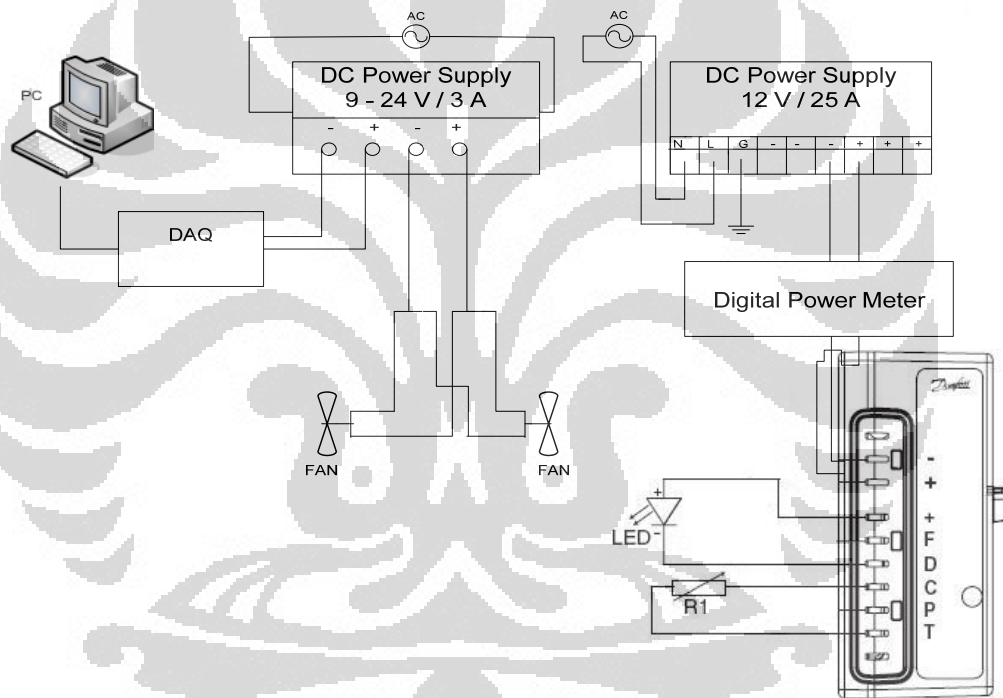 AC
AC
PC
DC Power Supply
9 - 24 V / 3 A
- + - +
DC Power Supply
12 V / 25 A
N L G - - - + + +
DAQ
Digital Power Meter
Danfoss
FAN
FAN
-
+
+
LED
+
-
F
D
C
R1
P
T